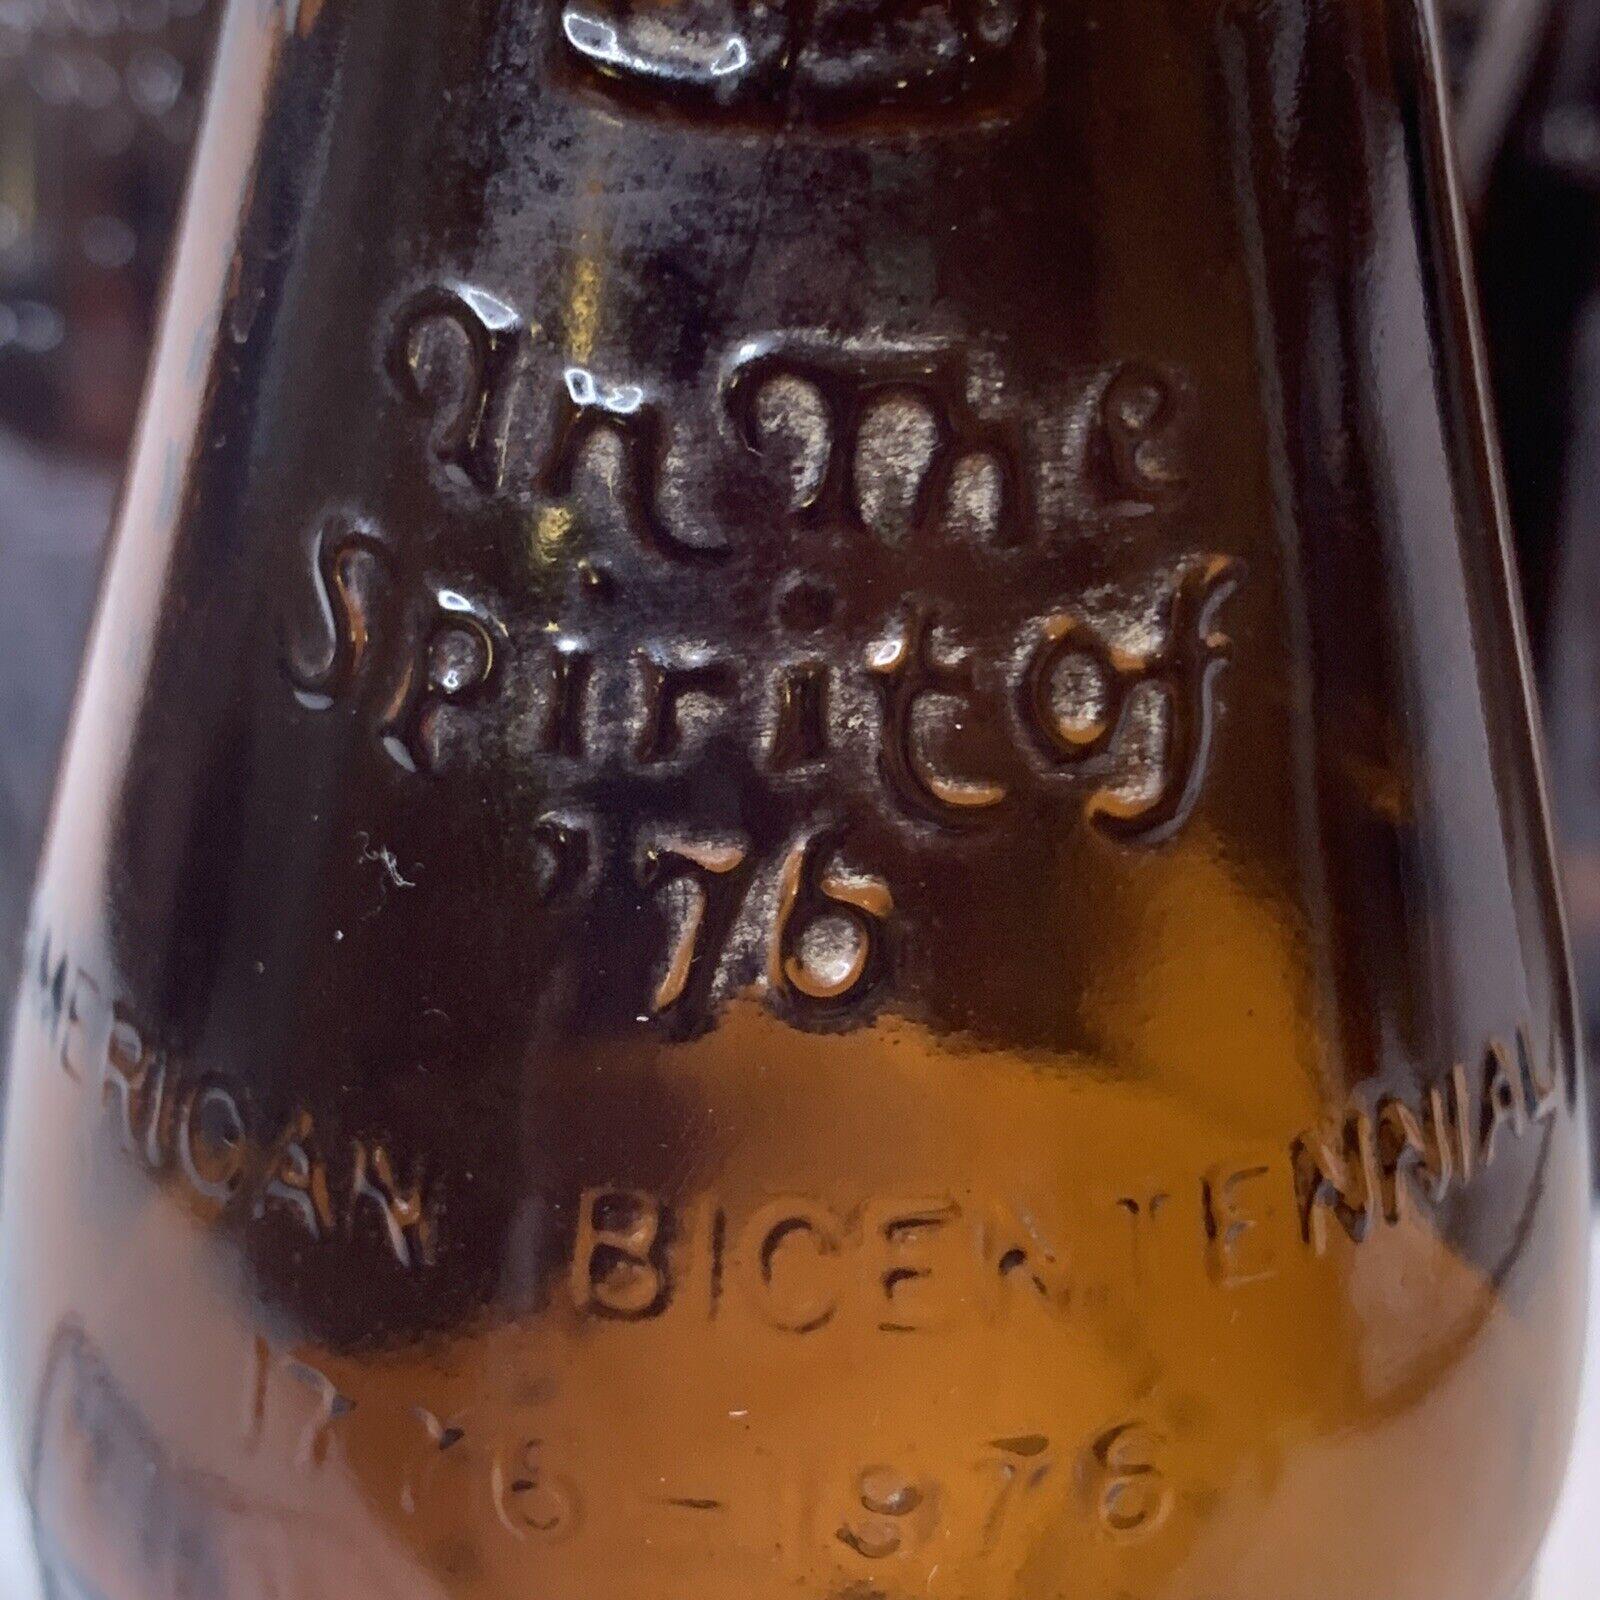 In The
Spirit of
'76
AMERICAN BICENTENNIAL
1776-1976